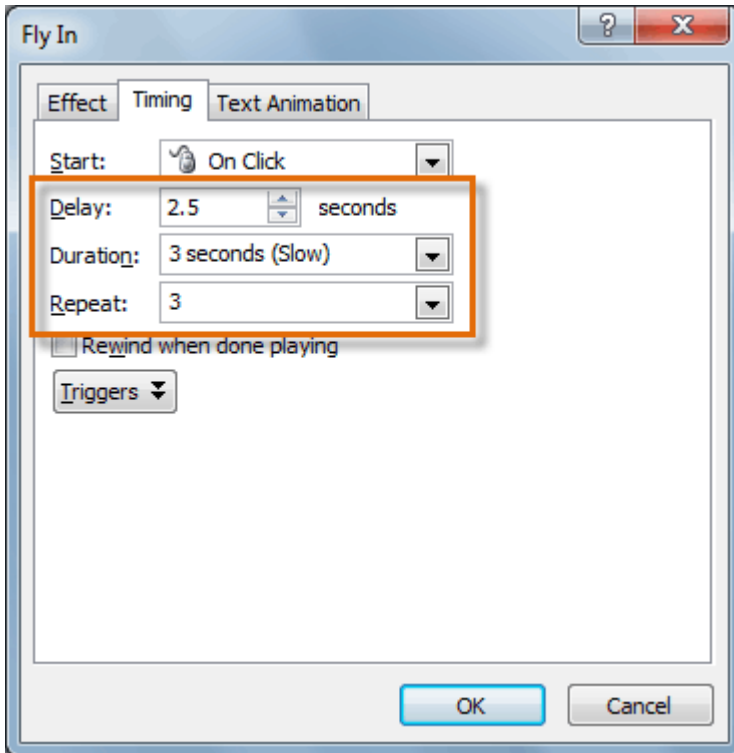 Fly In
?
X
Effect Timing Text Animation
Start: On Click
Delay: 2.5 seconds
Duration: 3 seconds (Slow)
Repeat: 3
Rewind when done playing
Triggers
OK Cancel